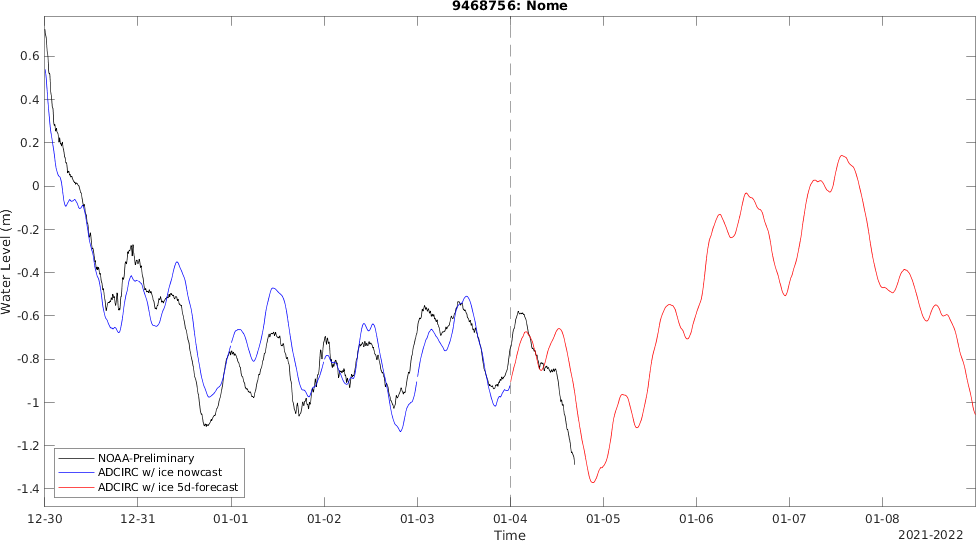 9468756: Nome
Water Level (m)
0.6
0.4
0.2
0
-0.2
-0.4
-0.6
-0.8
-1
-1.2
-1.4
NOAA-Preliminary
ADCIRC w/ ice nowcast
ADCIRC w/ ice 5d-forecast
12-30 12-31 01-01 01-02 01-03 01-04 01-05 01-06 01-07 01-08
Time
2021-2022